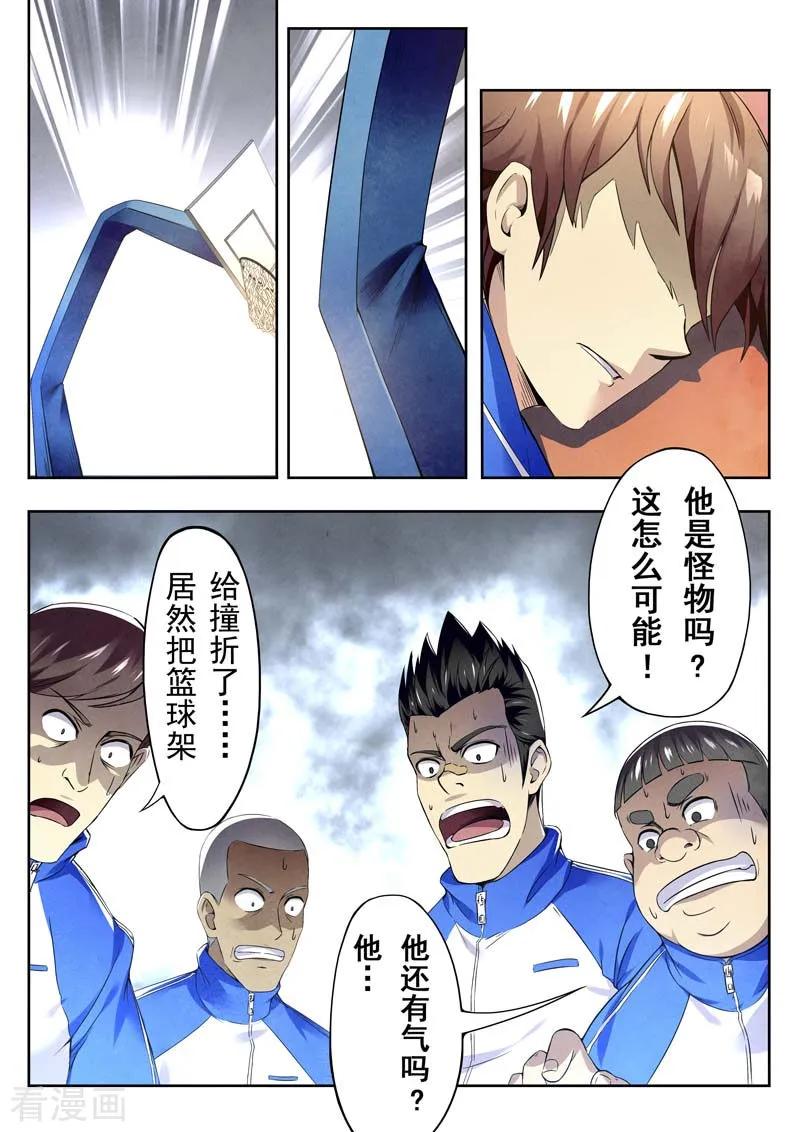 居然把篮球架
给撞折了……
这怎么可能！
他是怪物吗？
他…
他还有气吗？
看漫画